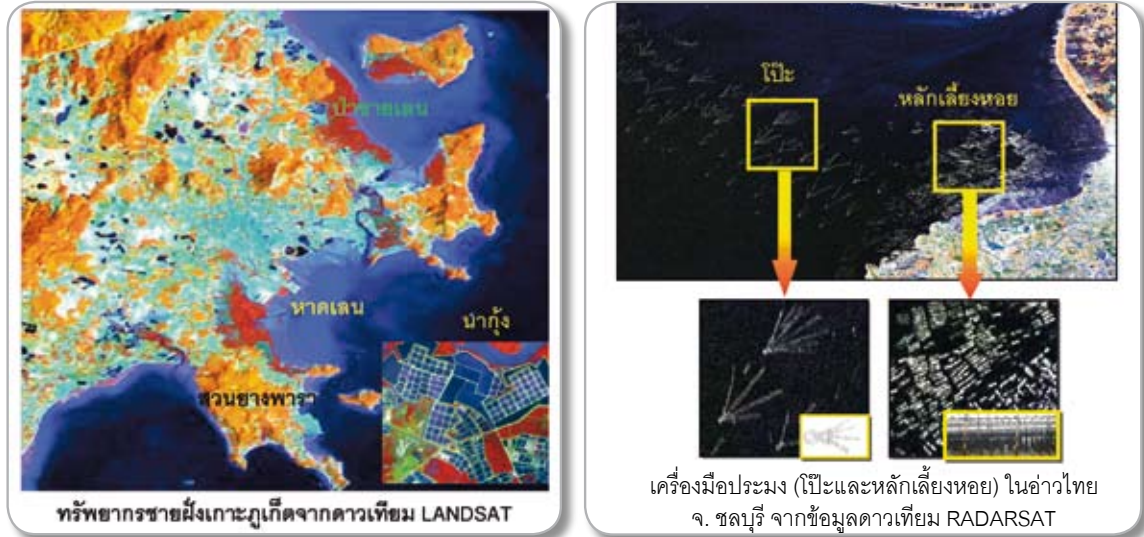 ป่าชายเลน
หาดเลน
นากุ้ง
สวนยางพารา
ทรัพยากรชายฝั่งเกาะภูเก็ตจากดาวเทียม LANDSAT
โป๊ะ
หลักเลี้ยงหอย
เครื่องมือประมง (โป๊ะและหลักเลี้ยงหอย) ในอ่าวไทย
จ. ชลบุรี จากข้อมูลดาวเทียม RADARSAT